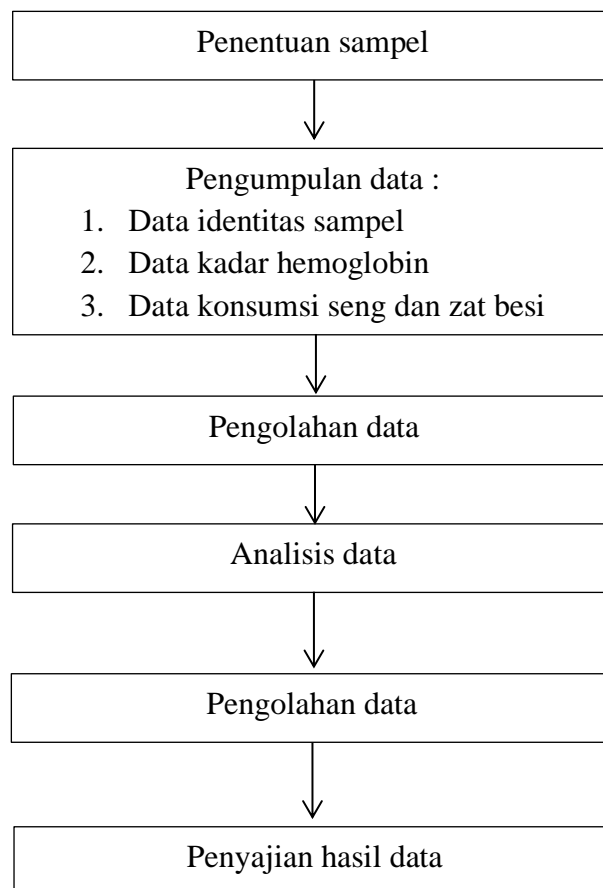 Penentuan sampel
Pengumpulan data :
1. Data identitas sampel
2. Data kadar hemoglobin
3. Data konsumsi seng dan zat besi
Pengolahan data
Analisis data
Pengolahan data
Penyajian hasil data